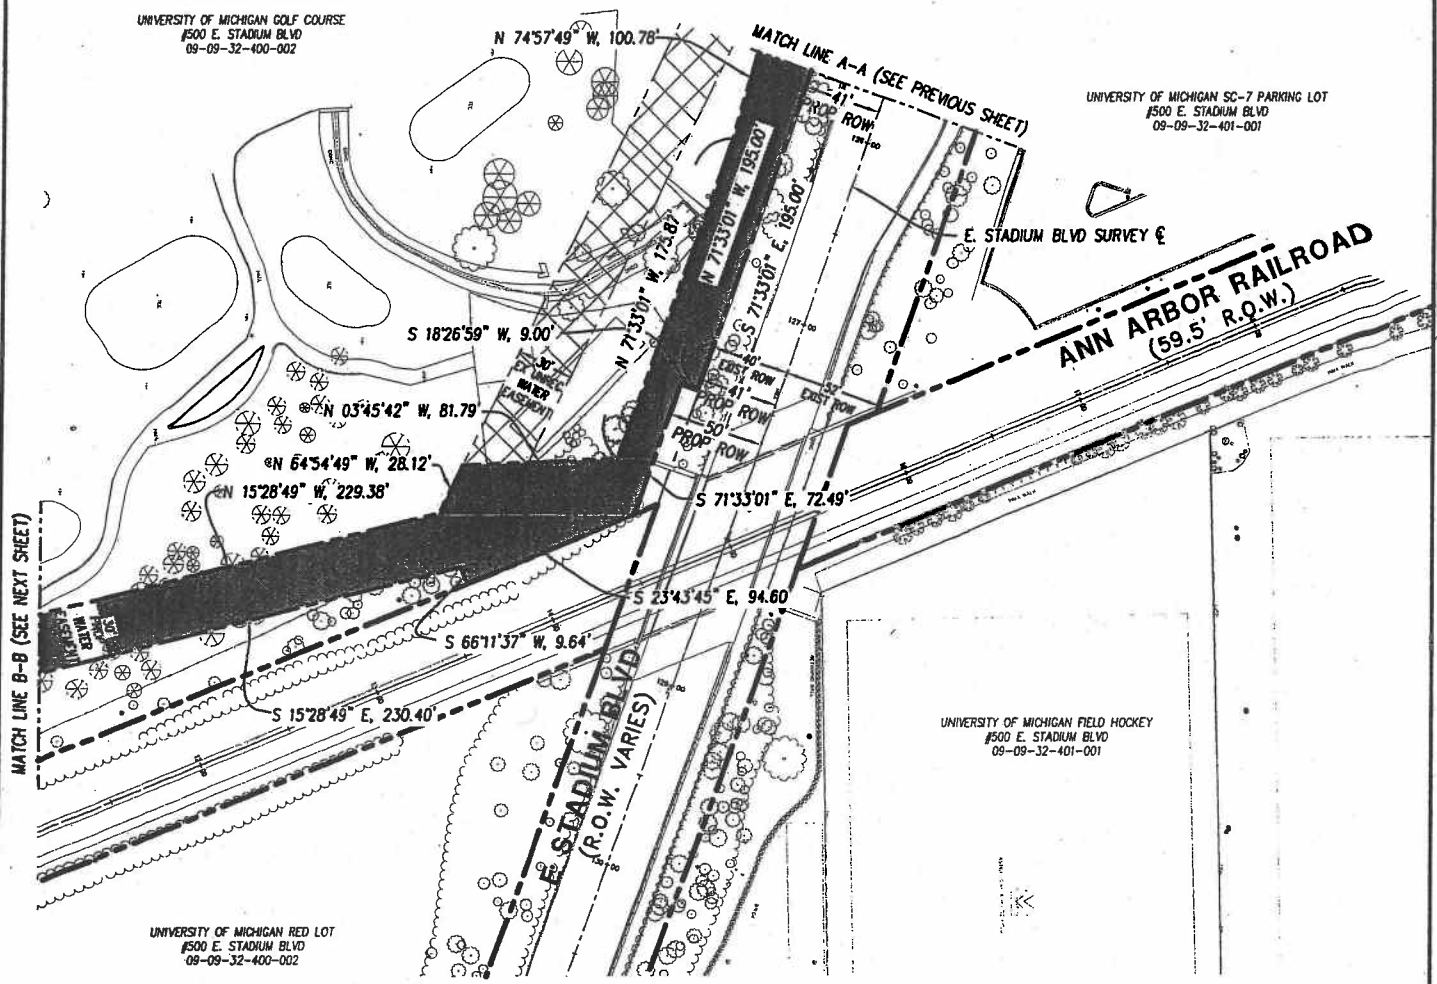 UNIVERSITY OF MICHIGAN GOLF COURSE
#500 E. STADIUM BLVD
09-09-32-400-002
N 74°57'49" W, 100.78'
MATCH LINE A-A (SEE PREVIOUS SHEET)
UNIVERSITY OF MICHIGAN SC-7 PARKING LOT
#500 E. STADIUM BLVD
09-09-32-401-001
41'
PROP ROW
N 71°33'01" W, 195.00'
S 71°33'01" E, 195.00'
E. STADIUM BLVD SURVEY ℄
N 71°33'01" W, 175.87'
ANN ARBOR RAILROAD
(59.5' R.O.W.)
S 18°26'59" W, 9.00'
127+00
30'
EX UNREC
WATER
EASEMENT
40'
EXIST ROW
41'
PROP ROW
50'
PROP ROW
EXIST ROW
N 03°45'42" W, 81.79'
N 64°54'49" W, 28.12'
N 15°28'49" W, 229.38'
S 71°33'01" E, 72.49'
MATCH LINE B-B (SEE NEXT SHEET)
30'
PROP
WATER
EASEMENT
S 23°43'45" E, 94.60'
S 66°11'37" W, 9.64'
S 15°28'49" E, 230.40'
E. STADIUM BLVD
(R.O.W. VARIES)
UNIVERSITY OF MICHIGAN FIELD HOCKEY
#500 E. STADIUM BLVD
09-09-32-401-001
UNIVERSITY OF MICHIGAN RED LOT
#500 E. STADIUM BLVD
09-09-32-400-002